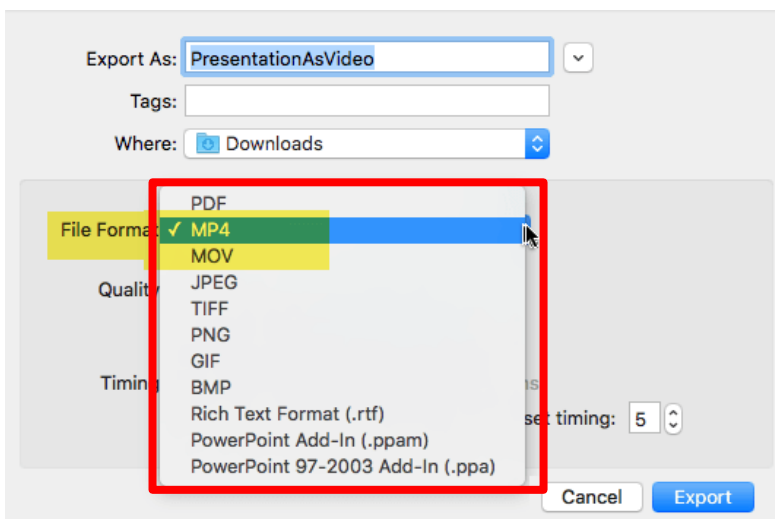 Export As: PresentationAsVideo
Tags:
Where: Downloads
PDF
File Format ✓ MP4
MOV
Quality JPEG
TIFF
PNG
GIF
Timing BMP
Rich Text Format (.rtf)
set timing: 5
PowerPoint Add-In (.ppam)
PowerPoint 97-2003 Add-In (.ppa)
Cancel Export